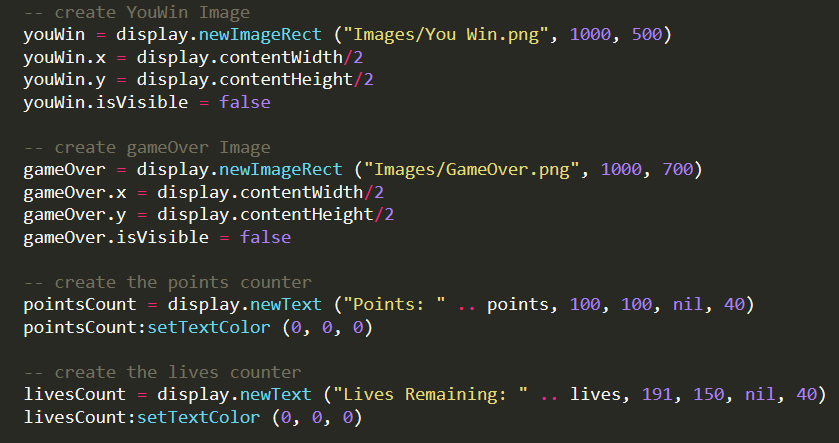 -- create YouWin Image
youWin = display.newImageRect ("Images/You Win.png", 1000, 500)
youWin.x = display.contentWidth/2
youWin.y = display.contentHeight/2
youWin.isVisible = false
-- create gameOver Image
gameOver = display.newImageRect ("Images/GameOver.png", 1000, 700)
gameOver.x = display.contentWidth/2
gameOver.y = display.contentHeight/2
gameOver.isVisible = false
-- create the points counter
pointsCount = display.newText ("Points: " .. points, 100, 100, nil, 40)
pointsCount:setTextColor (0, 0, 0)
-- create the lives counter
livesCount = display.newText ("Lives Remaining: " .. lives, 191, 150, nil, 40)
livesCount:setTextColor (0, 0, 0)